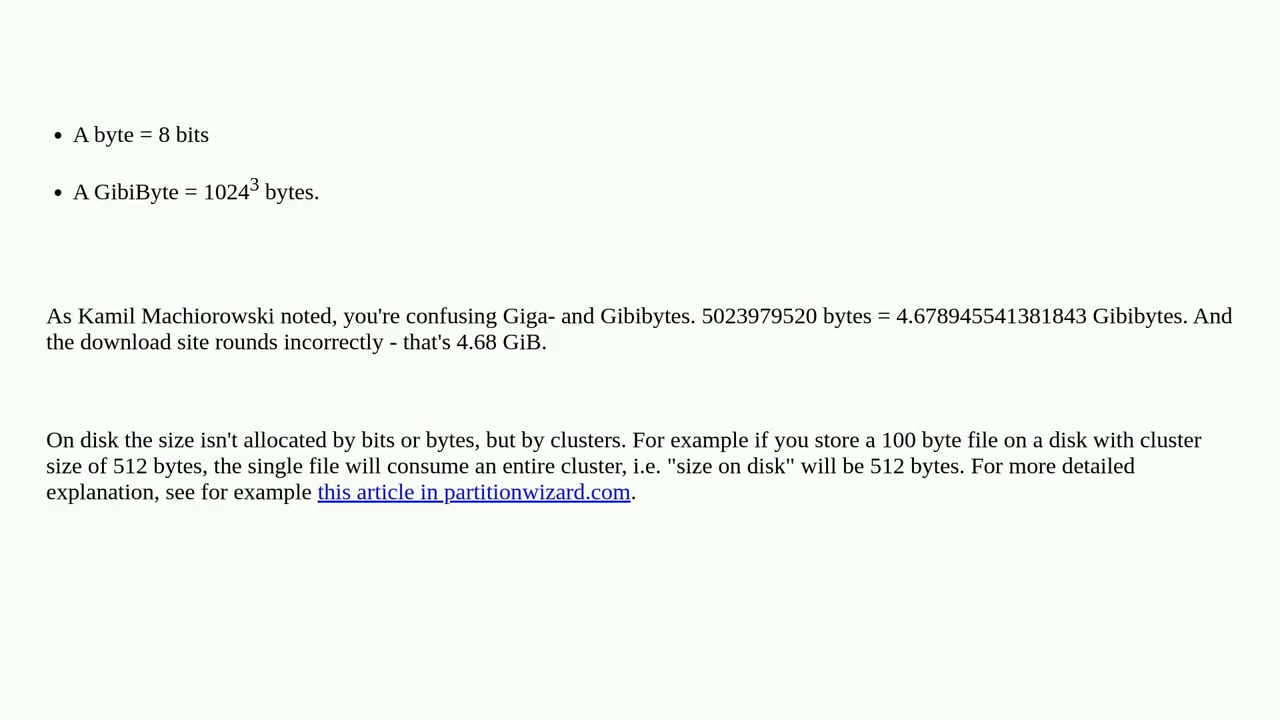 • A byte = 8 bits
• A GibiByte = 1024³ bytes.
As Kamil Machiorowski noted, you're confusing Giga- and Gibibytes. 5023979520 bytes = 4.678945541381843 Gibibytes. And
the download site rounds incorrectly - that's 4.68 GiB.
On disk the size isn't allocated by bits or bytes, but by clusters. For example if you store a 100 byte file on a disk with cluster
size of 512 bytes, the single file will consume an entire cluster, i.e. "size on disk" will be 512 bytes. For more detailed
explanation, see for example this article in partitionwizard.com.